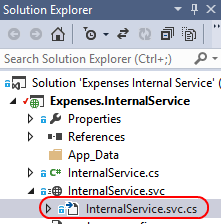 Solution Explorer
Search Solution Explorer (Ctrl+;)
Solution 'Expenses Internal Service'
Expenses.InternalService
Properties
References
App_Data
InternalService.cs
InternalService.svc
InternalService.svc.cs